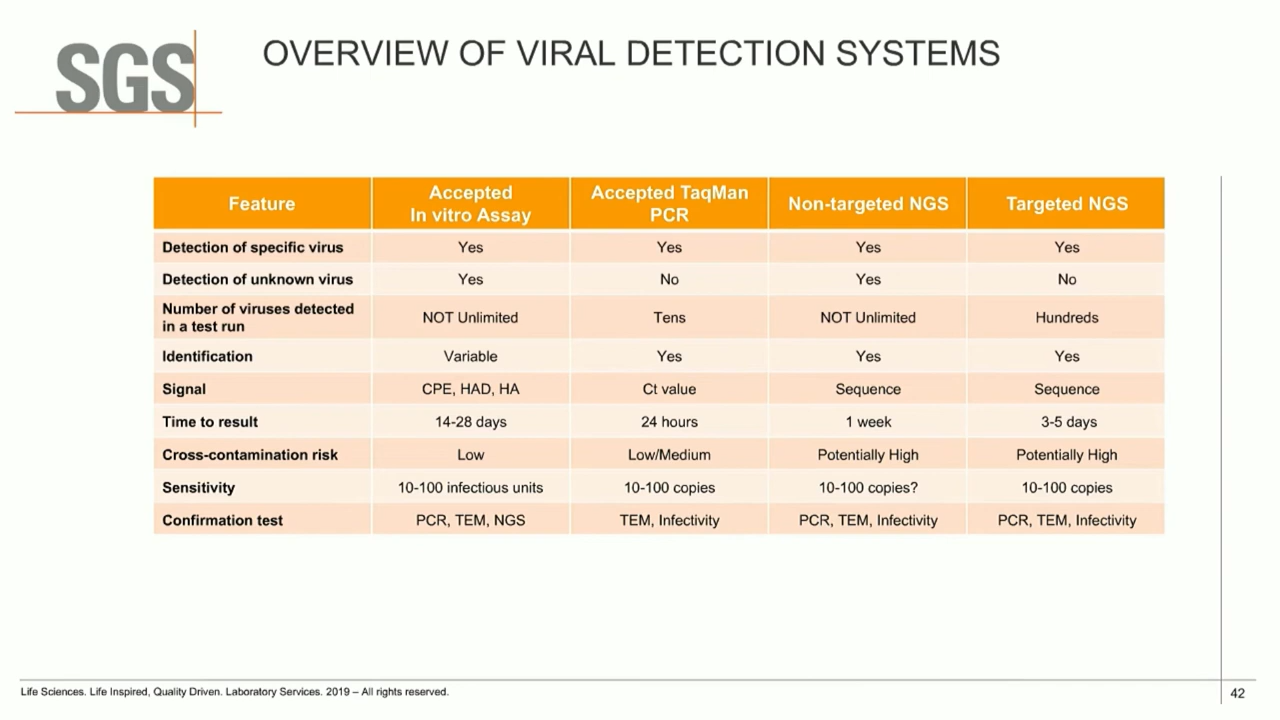 SGS
OVERVIEW OF VIRAL DETECTION SYSTEMS
Feature
Accepted
In vitro Assay
Accepted TaqMan
PCR
Non-targeted NGS
Targeted NGS
Detection of specific virus
Yes
Yes
Yes
Yes
Detection of unknown virus
Yes
No
Yes
No
Number of viruses detected
in a test run
NOT Unlimited
Tens
NOT Unlimited
Hundreds
Identification
Variable
Yes
Yes
Yes
Signal
CPE, HAD, HA
Ct value
Sequence
Sequence
Time to result
14-28 days
24 hours
1 week
3-5 days
Cross-contamination risk
Low
Low/Medium
Potentially High
Potentially High
Sensitivity
10-100 infectious units
10-100 copies
10-100 copies?
10-100 copies
Confirmation test
PCR, TEM, NGS
TEM, Infectivity
PCR, TEM, Infectivity
PCR, TEM, Infectivity
Life Sciences. Life Inspired, Quality Driven. Laboratory Services. 2019 – All rights reserved.
42